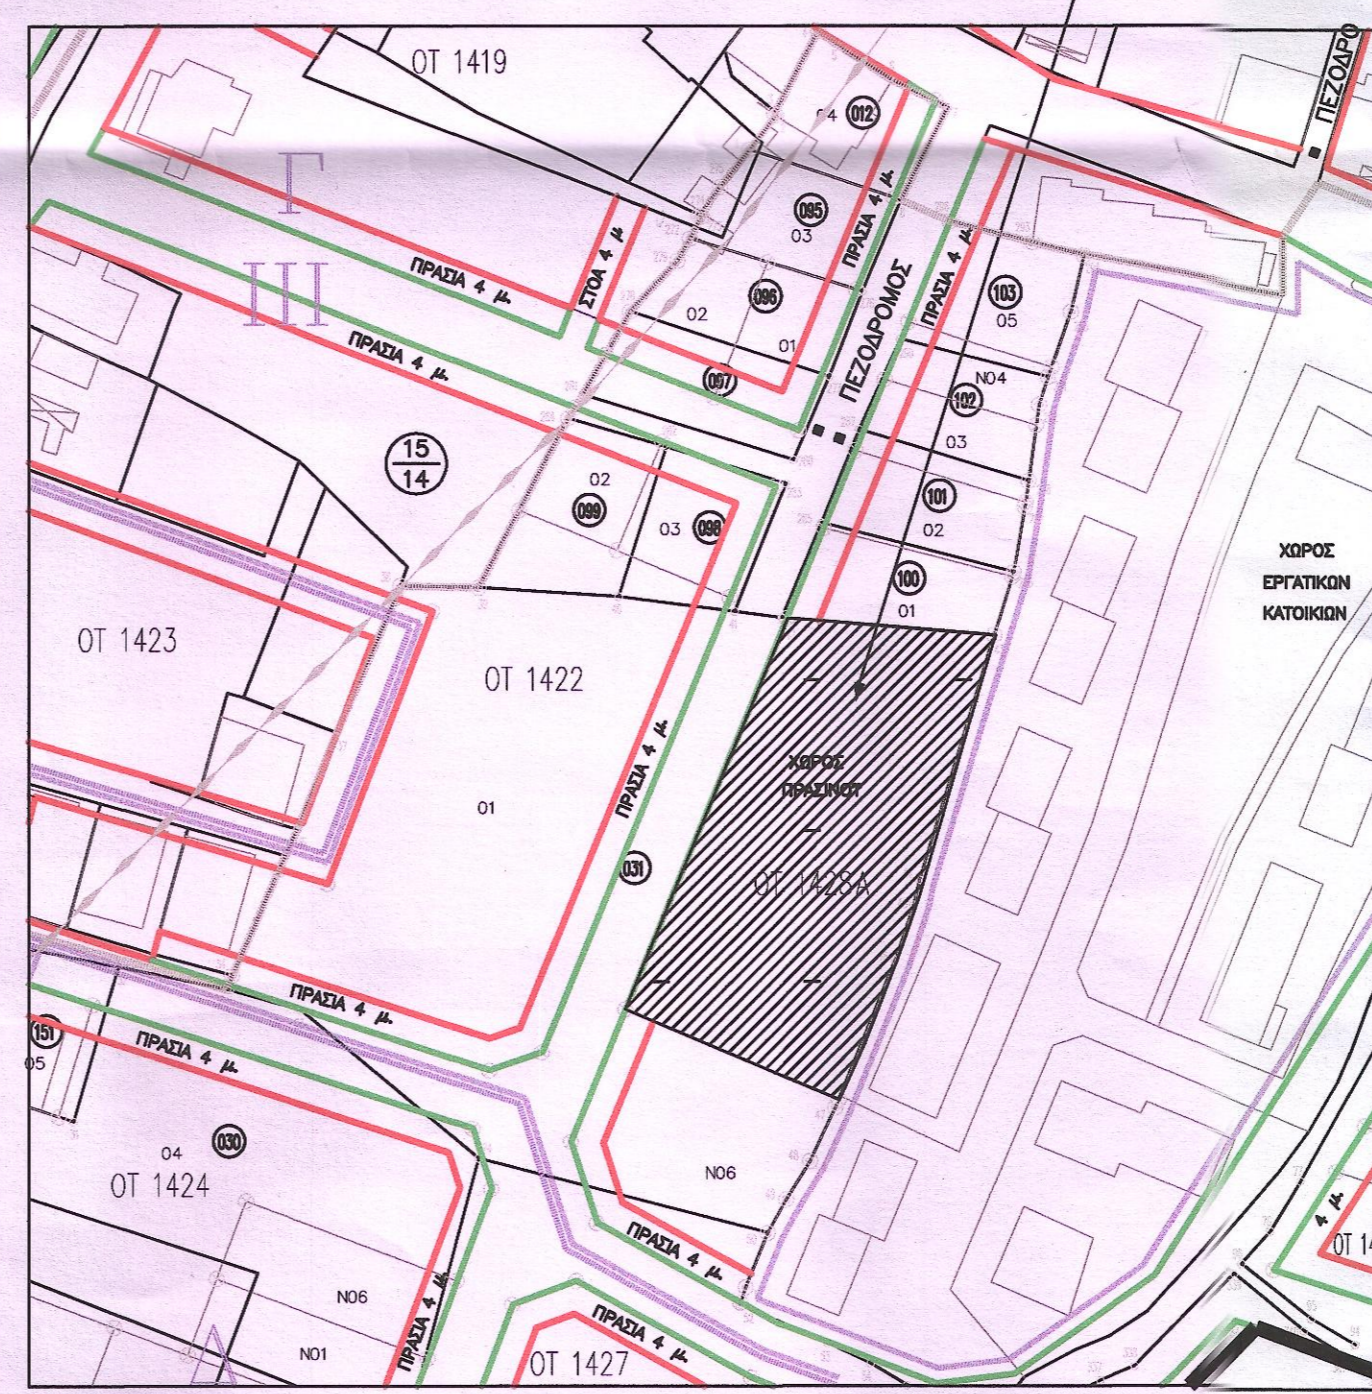 ΟΤ 1419
04
012
ΠΕΖΟΔΡΟ
Γ
ΙΙΙ
095
03
ΠΡΑΣΙΑ 4 μ.
ΣΤΟΑ 4 μ.
ΠΡΑΣΙΑ 4 μ.
ΠΡΑΣΙΑ 4 μ.
103
05
096
02
01
ΠΕΖΟΔΡΟΜΟΣ
ΠΡΑΣΙΑ 4 μ.
097
Ν04
102
03
15
14
02
099
03
098
101
02
100
01
ΧΩΡΟΣ
ΕΡΓΑΤΙΚΩΝ
ΚΑΤΟΙΚΙΩΝ
ΟΤ 1423
ΟΤ 1422
ΠΡΑΣΙΑ 4 μ.
ΧΩΡΟΣ
ΠΡΑΣΙΝΟΥ
01
031
ΟΤ 1428Α
ΠΡΑΣΙΑ 4 μ.
151
05
ΠΡΑΣΙΑ 4 μ.
04
030
ΟΤ 1424
Ν06
ΠΡΑΣΙΑ 4 μ.
4 μ.
ΟΤ 14
Ν06
Ν01
ΠΡΑΣΙΑ 4 μ.
ΠΡΑΣΙΑ 4 μ.
ΟΤ 1427
Δ